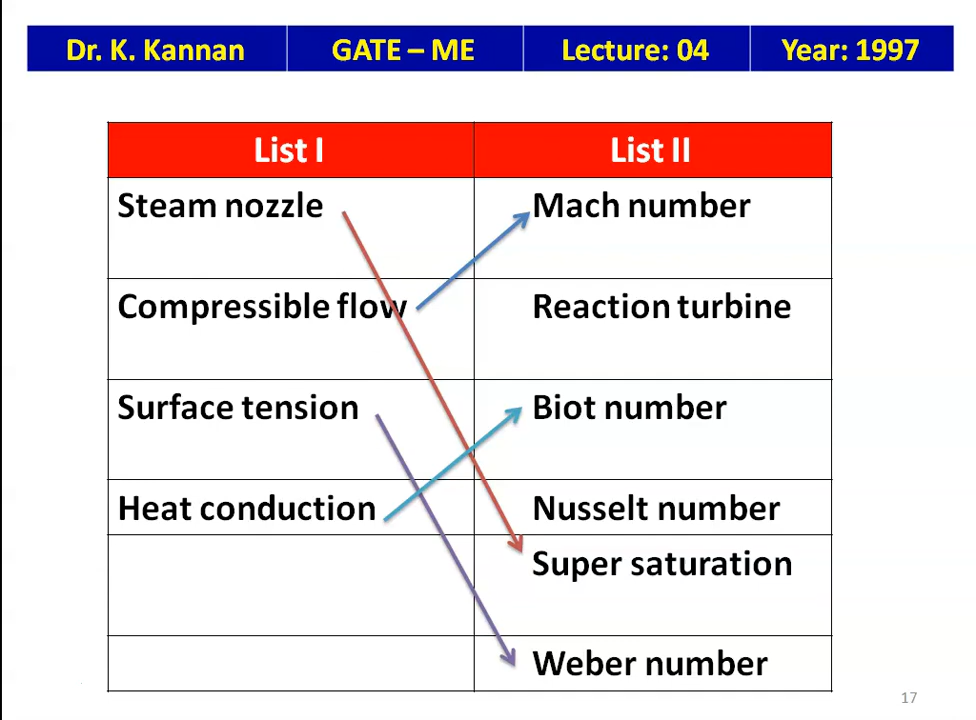 Dr. K. Kannan GATE – ME Lecture: 04 Year: 1997
List I List II
Steam nozzle Mach number
Compressible flow Reaction turbine
Surface tension Biot number
Heat conduction Nusselt number
Super saturation
Weber number
17